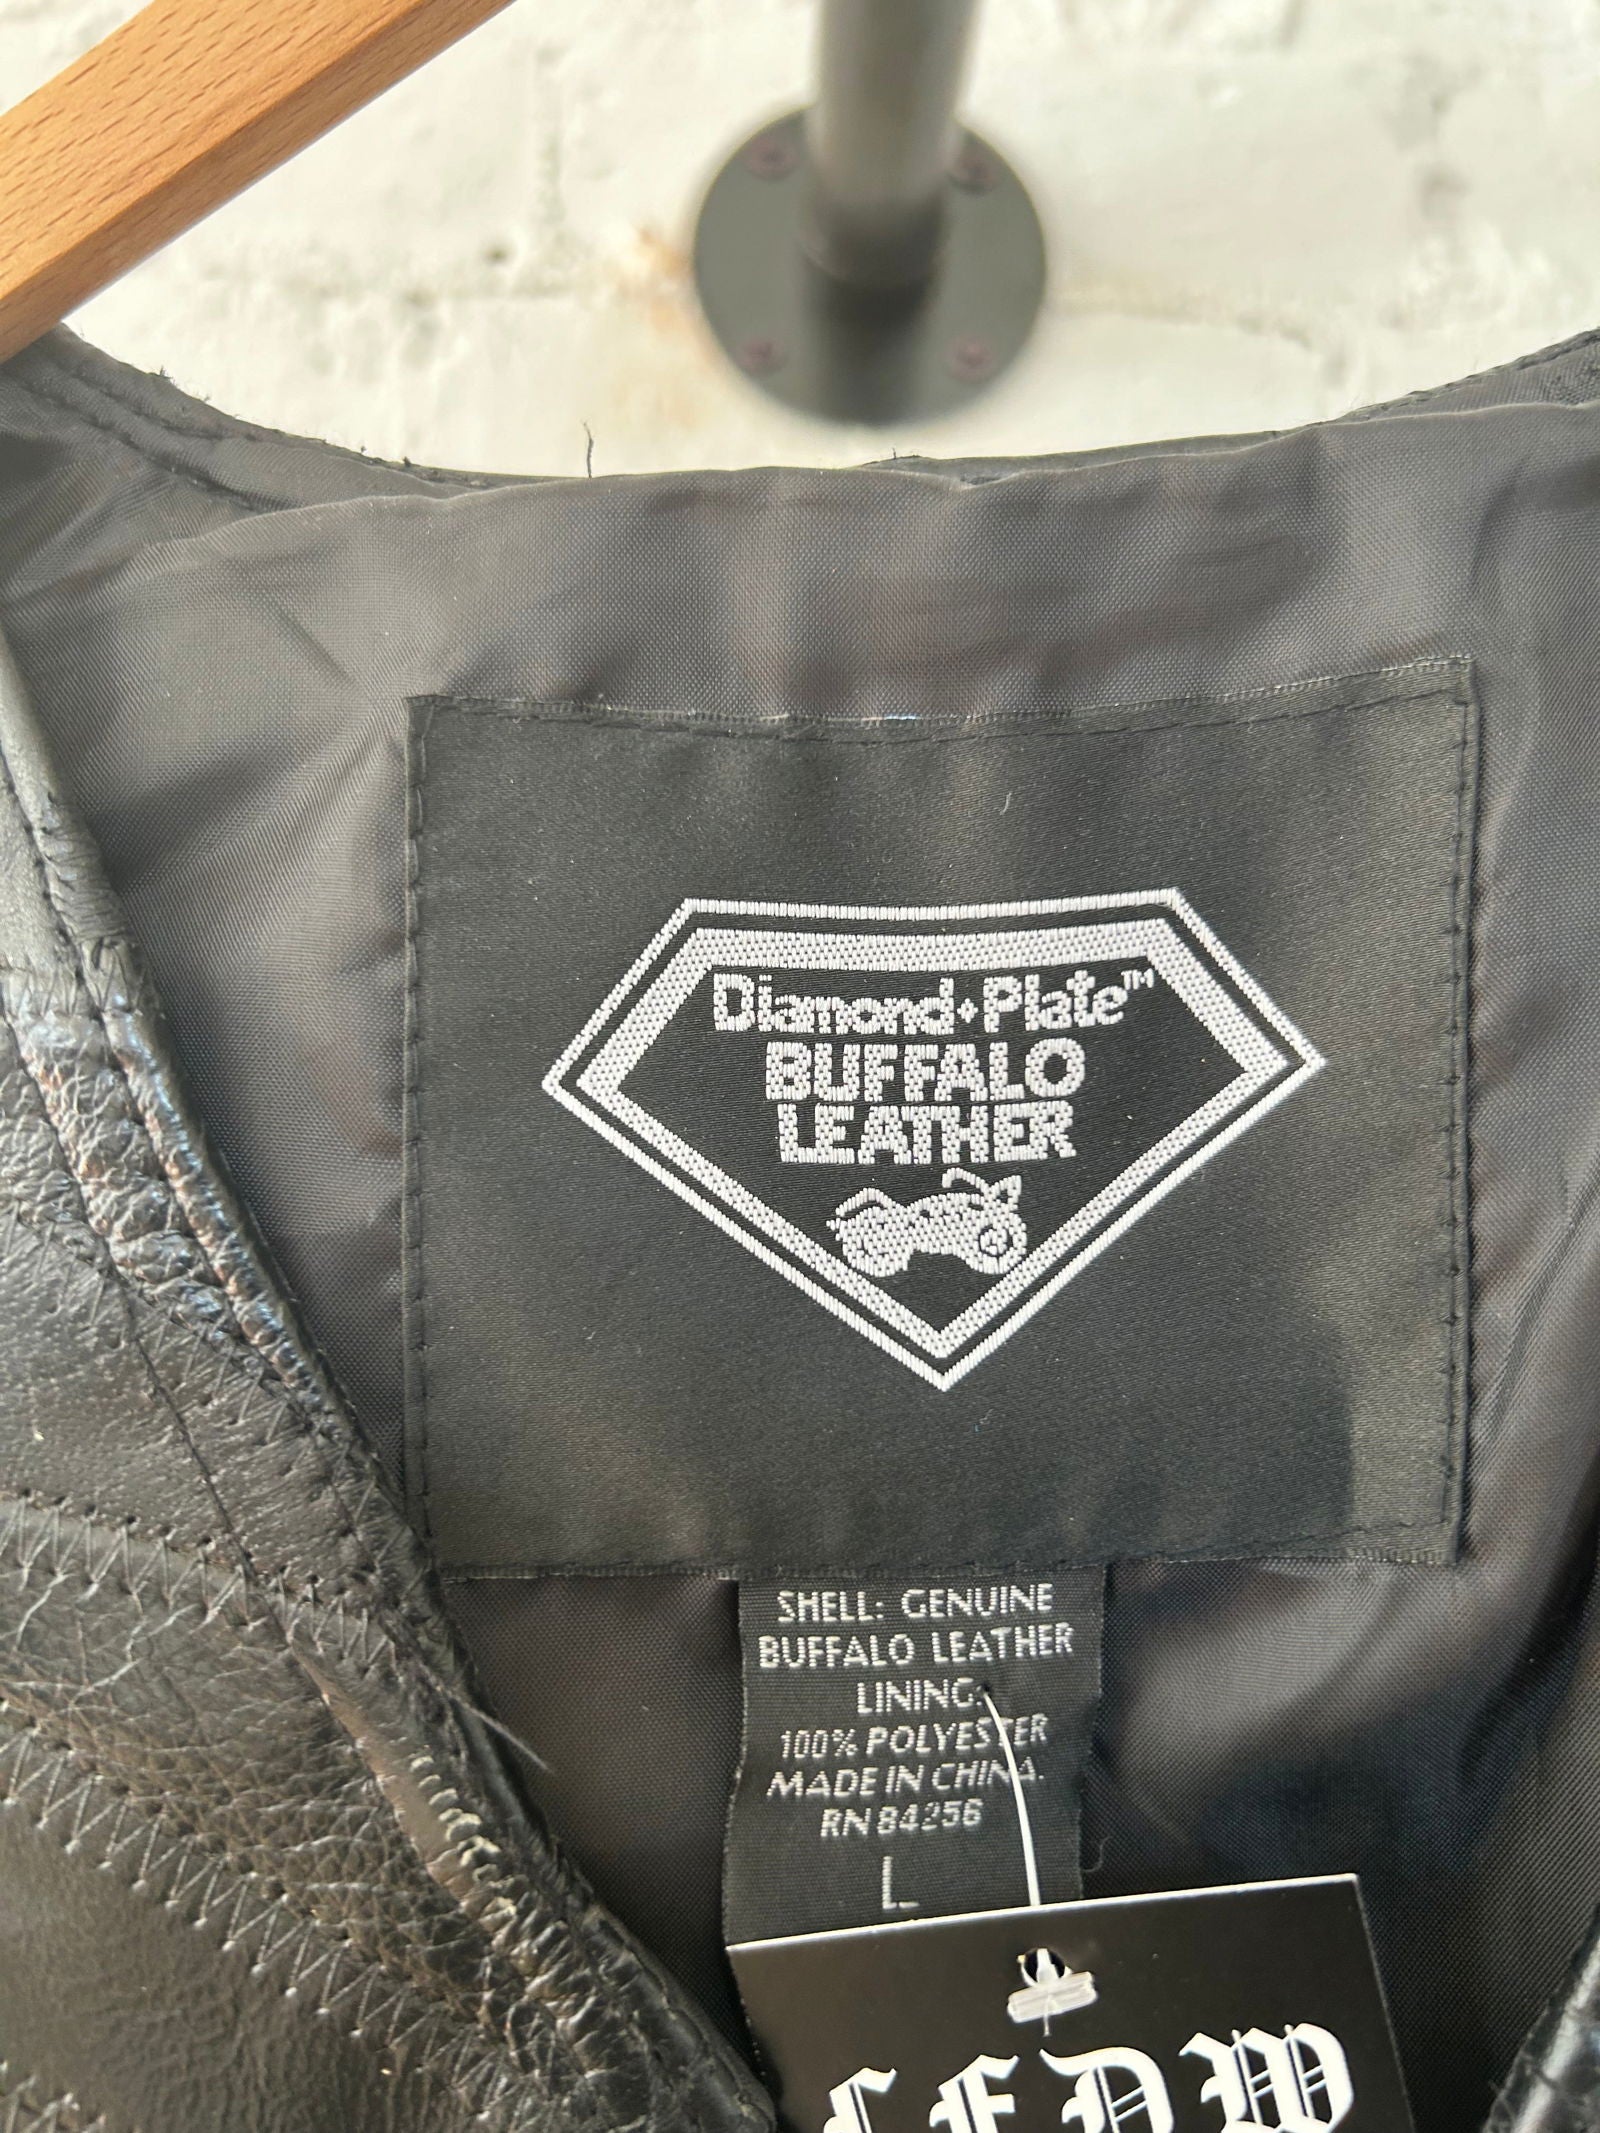 Diamond Plate™
BUFFALO
LEATHER
SHELL: GENUINE
BUFFALO LEATHER
LINING:
100% POLYESTER
MADE IN CHINA.
RN 84256
L